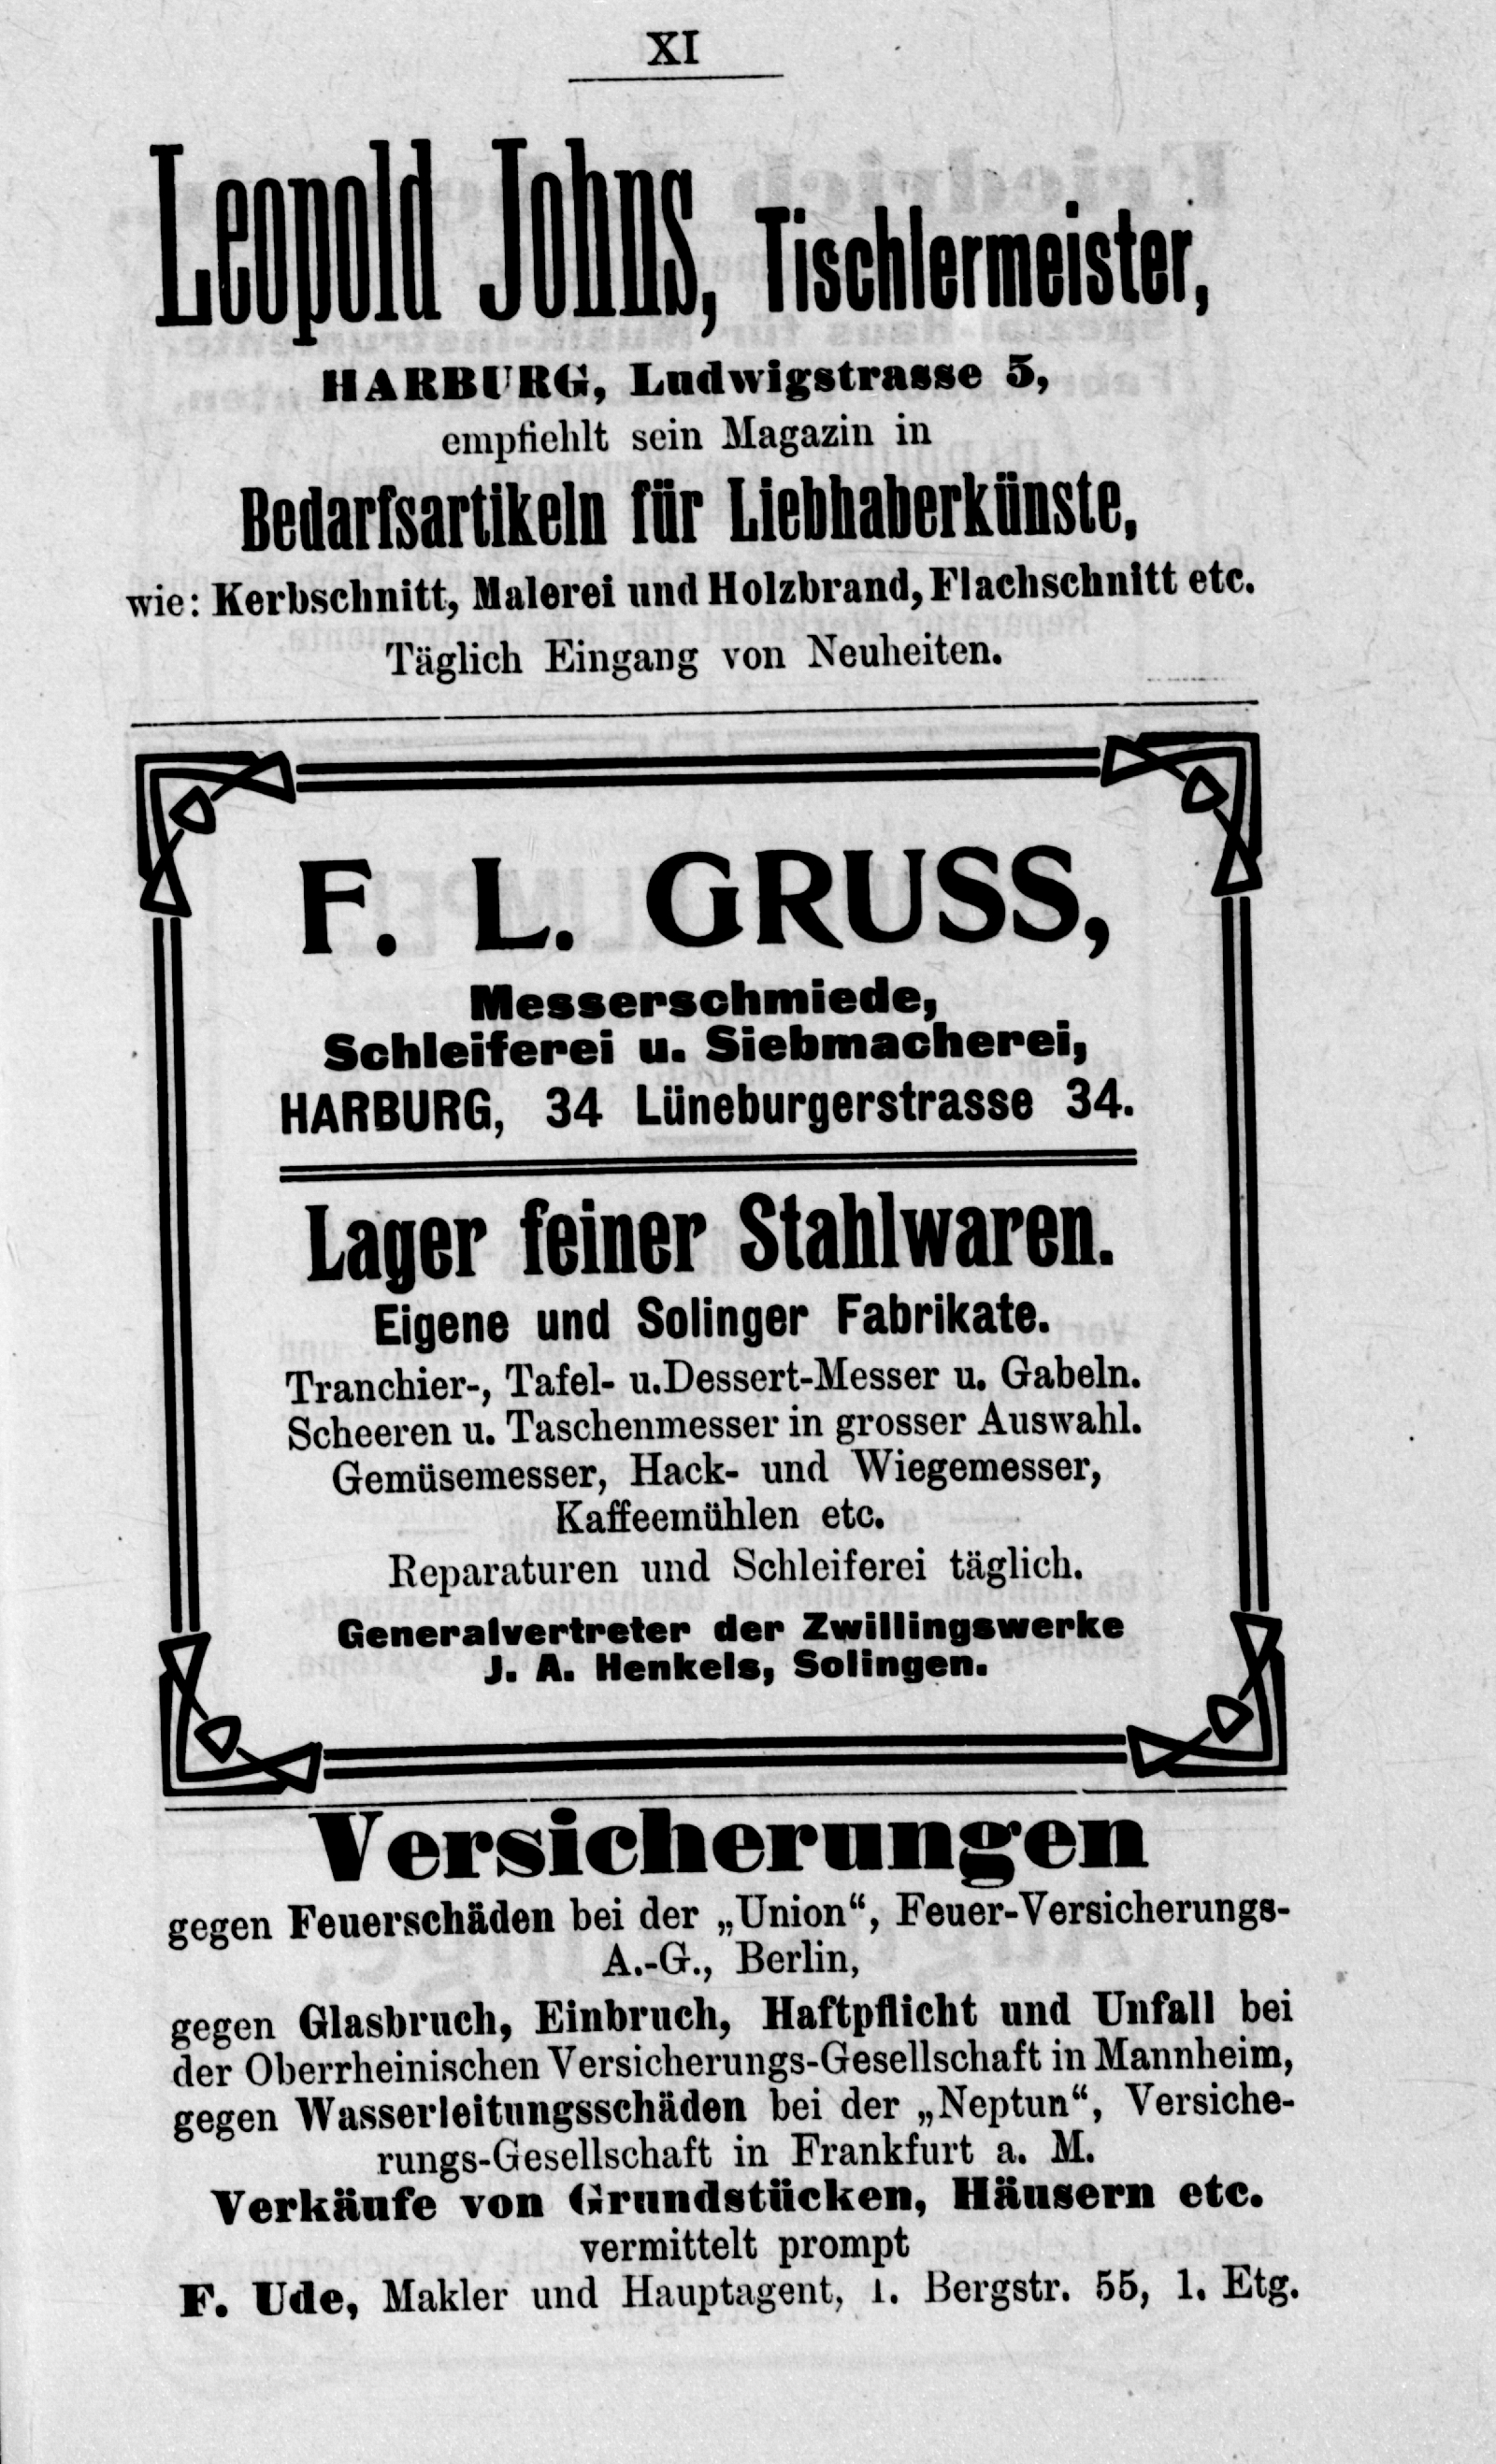 XI
Leopold Johns, Tischlermeister,
HARBURG, Ludwigstrasse 5,
empfiehlt sein Magazin in
Bedarfsartikeln für Liebhaberkünste,
wie: Kerbschnitt, Malerei und Holzbrand, Flachschnitt etc.
Täglich Eingang von Neuheiten.
F. L. GRUSS,
Messerschmiede,
Schleiferei u. Siebmacherei,
HARBURG, 34 Lüneburgerstrasse 34.
Lager feiner Stahlwaren.
Eigene und Solinger Fabrikate.
Tranchier-, Tafel- u. Dessert-Messer u. Gabeln.
Scheeren u. Taschenmesser in grosser Auswahl.
Gemüsemesser, Hack- und Wiegemesser,
Kaffeemühlen etc.
Reparaturen und Schleiferei täglich.
Generalvertreter der Zwillingswerke
J. A. Henkels, Solingen.
Versicherungen
gegen Feuerschäden bei der „Union“, Feuer-Versicherungs-
A.-G., Berlin,
gegen Glasbruch, Einbruch, Haftpflicht und Unfall bei
der Oberrheinischen Versicherungs-Gesellschaft in Mannheim,
gegen Wasserleitungsschäden bei der „Neptun“, Versiche-
rungs-Gesellschaft in Frankfurt a. M.
Verkäufe von Grundstücken, Häusern etc.
vermittelt prompt
F. Ude, Makler und Hauptagent, 1. Bergstr. 55, 1. Etg.